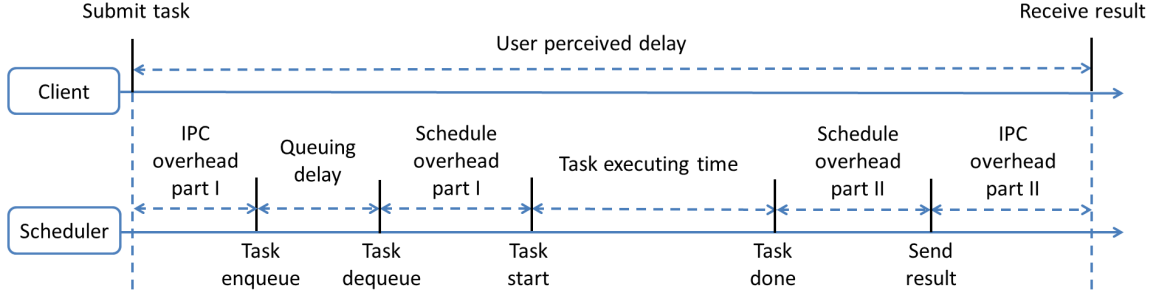 Submit task
Receive result
User perceived delay
Client
IPC
overhead
part I
Queuing
delay
Schedule
overhead
part I
Task executing time
Schedule
overhead
part II
IPC
overhead
part II
Scheduler
Task
enqueue
Task
dequeue
Task
start
Task
done
Send
result